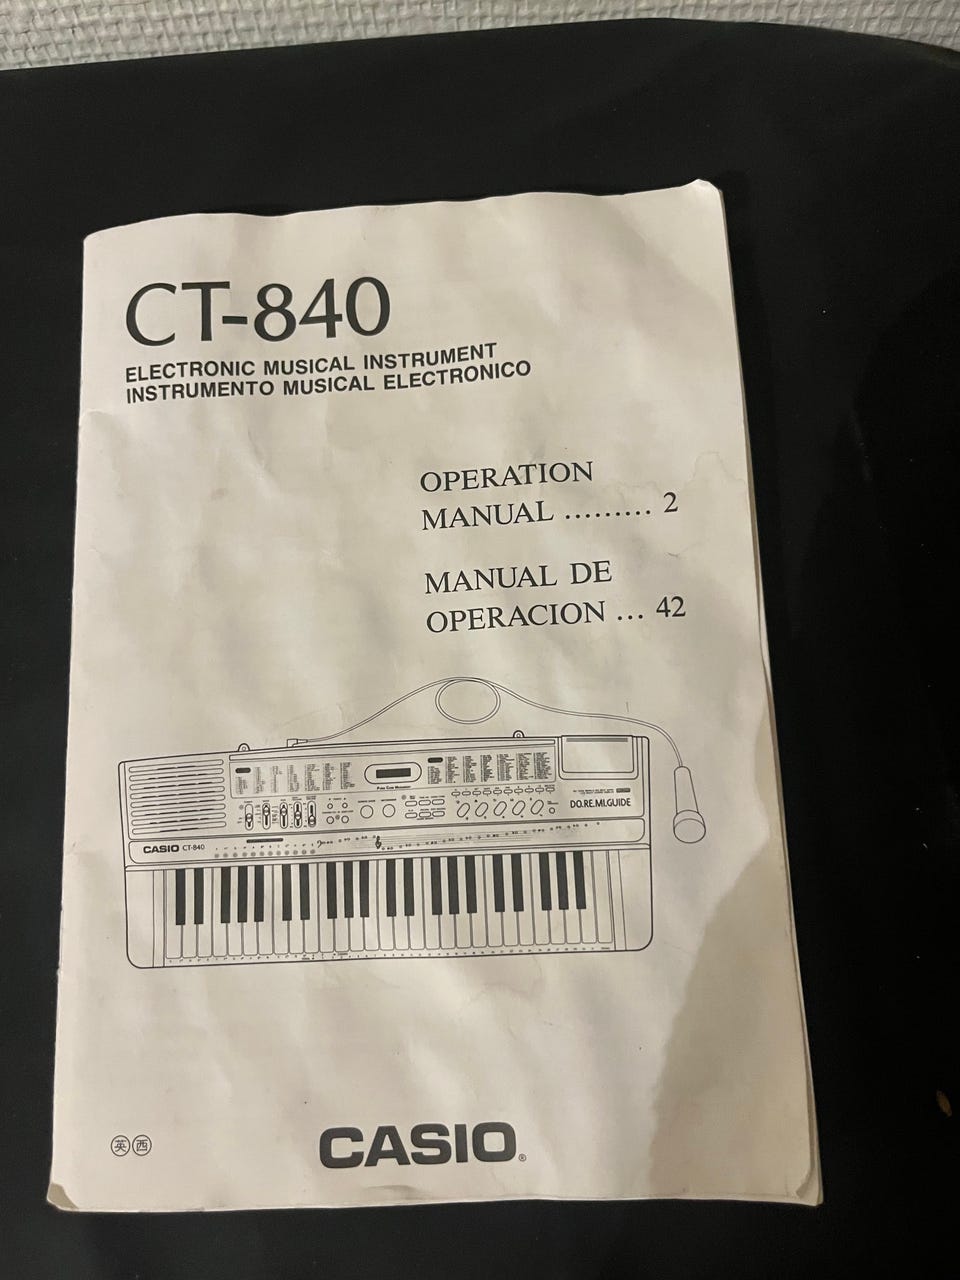 CT-840
ELECTRONIC MUSICAL INSTRUMENT
INSTRUMENTO MUSICAL ELECTRONICO
OPERATION
MANUAL ......... 2
MANUAL DE
OPERACION ... 42
DO.RE.MI.GUIDE
CASIO CT-840
英 西
CASIO®